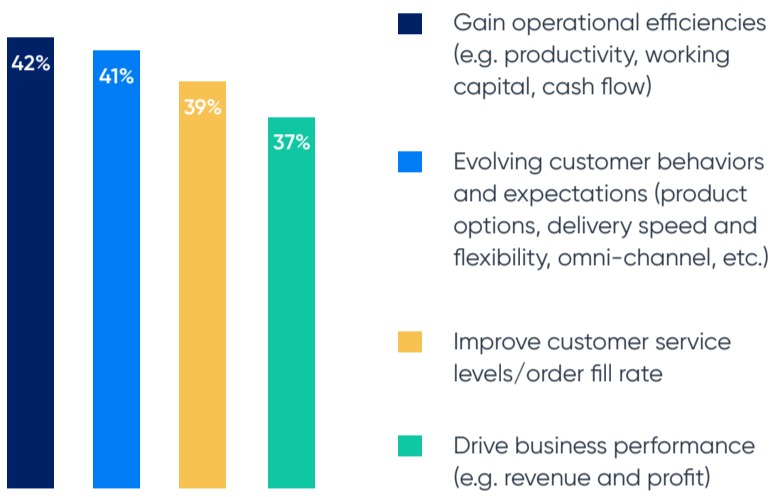 42%
41%
39%
37%
Gain operational efficiencies
(e.g. productivity, working
capital, cash flow)
Evolving customer behaviors
and expectations (product
options, delivery speed and
flexibility, omni-channel, etc.)
Improve customer service
levels/order fill rate
Drive business performance
(e.g. revenue and profit)